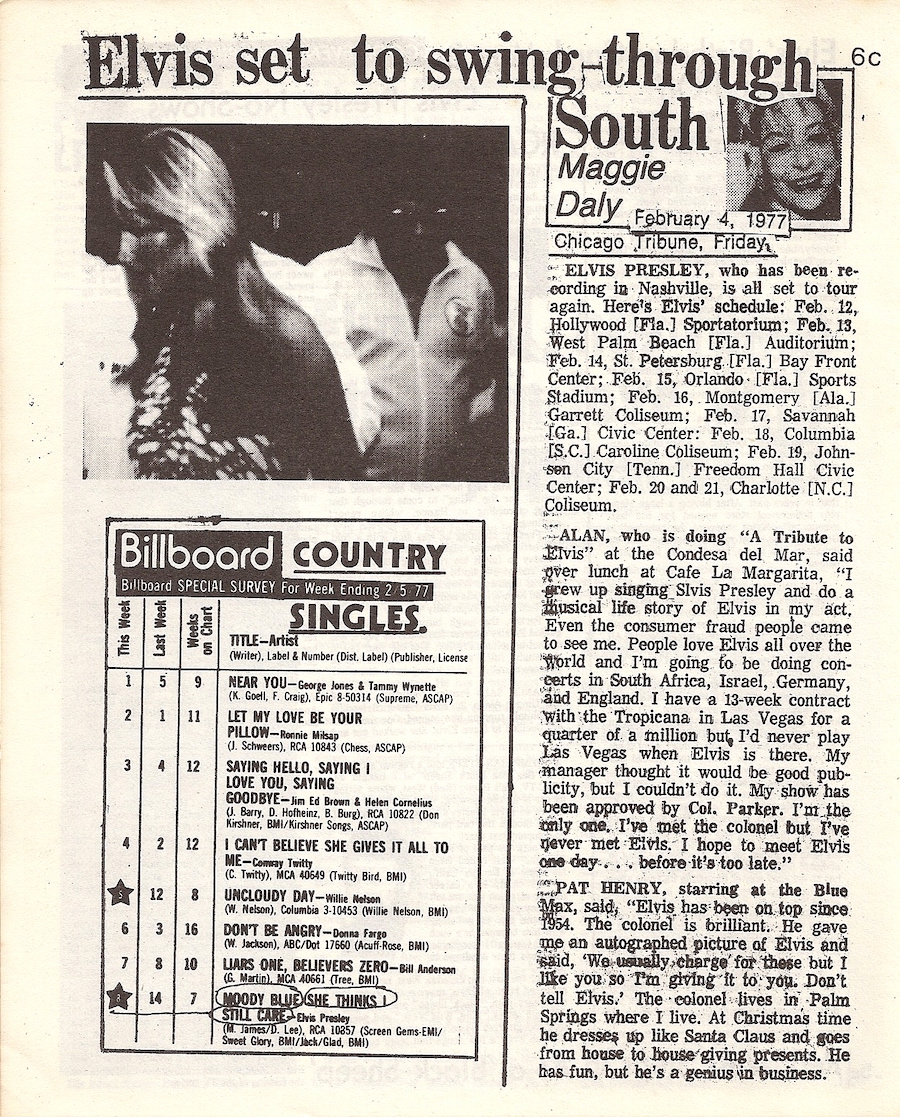 Elvis set to swing through
6c
South
Maggie
Daly
February 4, 1977
Chicago Tribune, Friday,
ELVIS PRESLEY, who has been re-
cording in Nashville, is all set to tour
again. Here's Elvis' schedule: Feb. 12,
Hollywood [Fla.] Sportatorium; Feb. 13,
West Palm Beach [Fla.] Auditorium;
Feb. 14, St. Petersburg [Fla.] Bay Front
Center; Feb. 15, Orlando [Fla.] Sports
Stadium; Feb. 16, Montgomery [Ala.]
Garrett Coliseum; Feb. 17, Savannah
[Ga.] Civic Center: Feb. 18, Columbia
[S.C.] Caroline Coliseum; Feb. 19, John-
son City [Tenn.] Freedom Hall Civic
Center; Feb. 20 and 21, Charlotte [N.C.]
Coliseum.
ALAN, who is doing "A Tribute to
Elvis" at the Condesa del Mar, said
over lunch at Cafe La Margarita, "I
grew up singing Slvis Presley and do a
musical life story of Elvis in my act.
Even the consumer fraud people came
to see me. People love Elvis all over the
world and I'm going to be doing con-
certs in South Africa, Israel, Germany,
and England. I have a 13-week contract
with the Tropicana in Las Vegas for a
quarter of a million but I'd never play
Las Vegas when Elvis is there. My
manager thought it would be good pub-
licity, but I couldn't do it. My show has
been approved by Col. Parker. I'm the
only one. I've met the colonel but I've
never met Elvis. I hope to meet Elvis
one day . . . before it's too late."
PAT HENRY, starring at the Blue
Max, said, "Elvis has been on top since
1954. The colonel is brilliant. He gave
me an autographed picture of Elvis and
said, 'We usually charge for these but I
like you so I'm giving it to you. Don't
tell Elvis.' The colonel lives in Palm
Springs where I live. At Christmas time
he dresses up like Santa Claus and goes
from house to house giving presents. He
has fun, but he's a genius in business.
Billboard COUNTRY
Billboard SPECIAL SURVEY For Week Ending 2/5/77
SINGLES.
This Week Last Week Weeks on Chart
TITLE—Artist
(Writer), Label & Number (Dist. Label) (Publisher, License
1 5 9 NEAR YOU—George Jones & Tammy Wynette
(K. Goell, F. Craig), Epic 8-50314 (Supreme, ASCAP)
2 1 11 LET MY LOVE BE YOUR
PILLOW—Ronnie Milsap
(J. Schweers), RCA 10843 (Chess, ASCAP)
3 4 12 SAYING HELLO, SAYING I
LOVE YOU, SAYING
GOODBYE—Jim Ed Brown & Helen Cornelius
(J. Barry, D. Hofheinz, B. Burg), RCA 10822 (Don
Kirshner, BMI/Kirshner Songs, ASCAP)
4 2 12 I CAN'T BELIEVE SHE GIVES IT ALL TO
ME—Conway Twitty
(C. Twitty), MCA 40649 (Twitty Bird, BMI)
5 12 8 UNCLOUDY DAY—Willie Nelson
(W. Nelson), Columbia 3-10453 (Willie Nelson, BMI)
6 3 16 DON'T BE ANGRY—Donna Fargo
(W. Jackson), ABC/Dot 17660 (Acuff-Rose, BMI)
7 8 10 LIARS ONE, BELIEVERS ZERO—Bill Anderson
(G. Martin), MCA 40661 (Tree, BMI)
8 14 7 MOODY BLUE/SHE THINKS I
STILL CARE—Elvis Presley
(M. James/D. Lee), RCA 10857 (Screen Gems-EMI/
Sweet Glory, BMI/Jack/Glad, BMI)